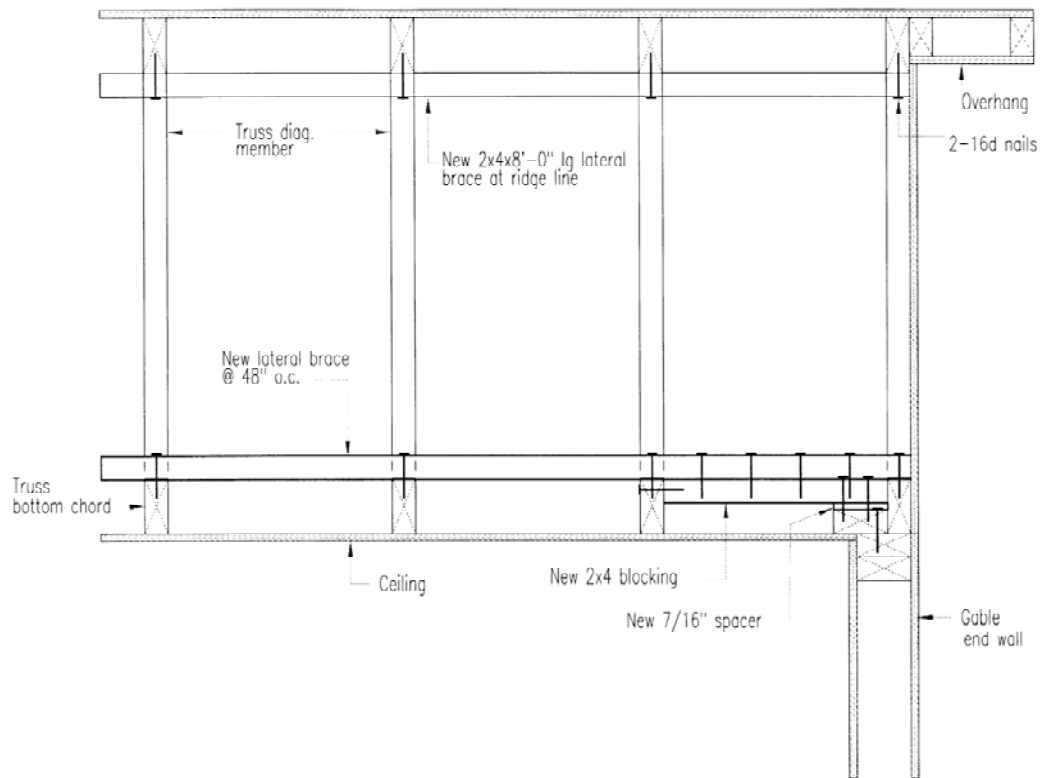 Overhang
2-16d nails
Truss diag.
member
New 2x4x8'-0" lg lateral
brace at ridge line
New lateral brace
@ 48" o.c.
Truss
bottom chord
Ceiling
New 2x4 blocking
New 7/16" spacer
Gable
end wall